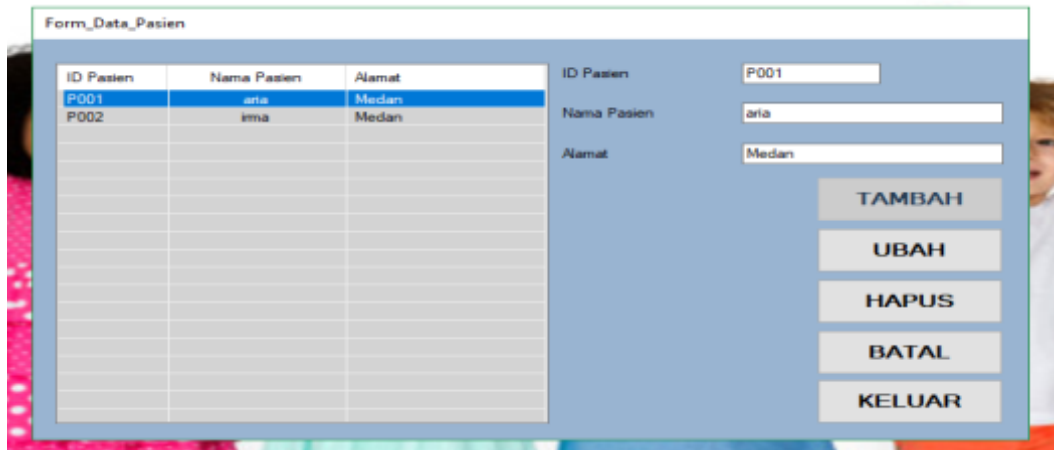 Form_Data_Pasien
ID Pasien Nama Pasien Alamat
P001 aria Medan
P002 irma Medan
ID Pasien P001
Nama Pasien aria
Alamat Medan
TAMBAH
UBAH
HAPUS
BATAL
KELUAR